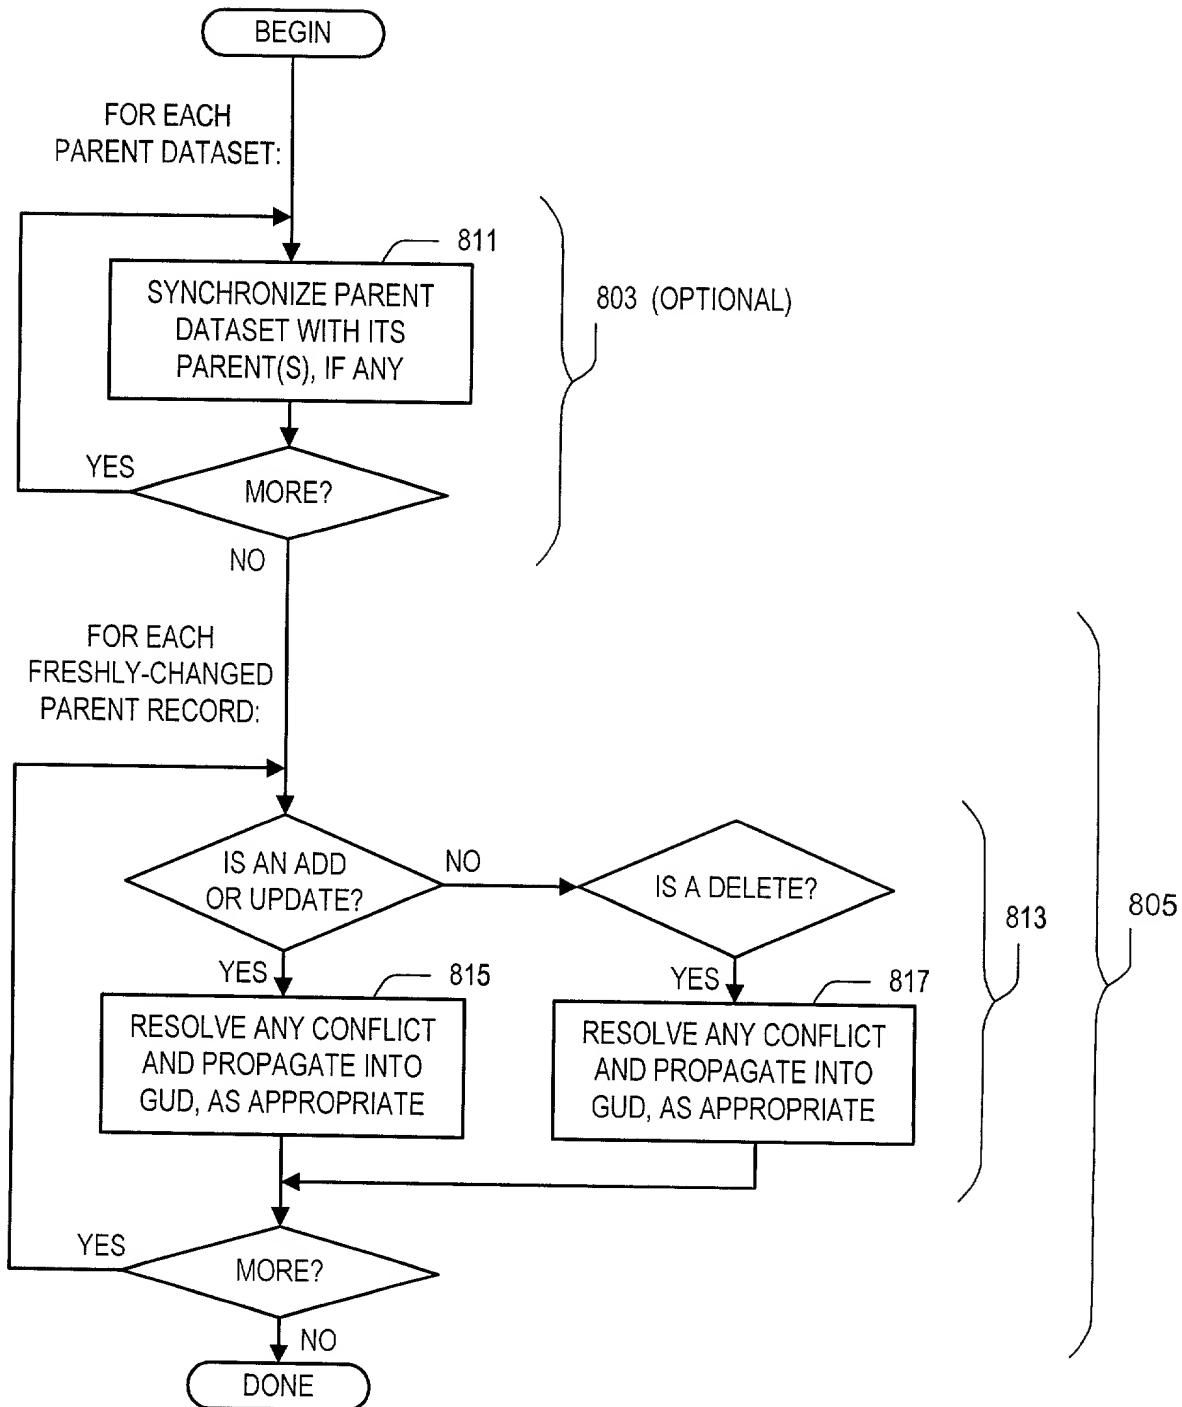 BEGIN
FOR EACH
PARENT DATASET:
811
SYNCHRONIZE PARENT
DATASET WITH ITS
PARENT(S), IF ANY
803 (OPTIONAL)
YES
MORE?
NO
FOR EACH
FRESHLY-CHANGED
PARENT RECORD:
IS AN ADD
OR UPDATE?
NO
IS A DELETE?
813
805
YES
815
YES
817
RESOLVE ANY CONFLICT
AND PROPAGATE INTO
GUD, AS APPROPRIATE
RESOLVE ANY CONFLICT
AND PROPAGATE INTO
GUD, AS APPROPRIATE
YES
MORE?
NO
DONE